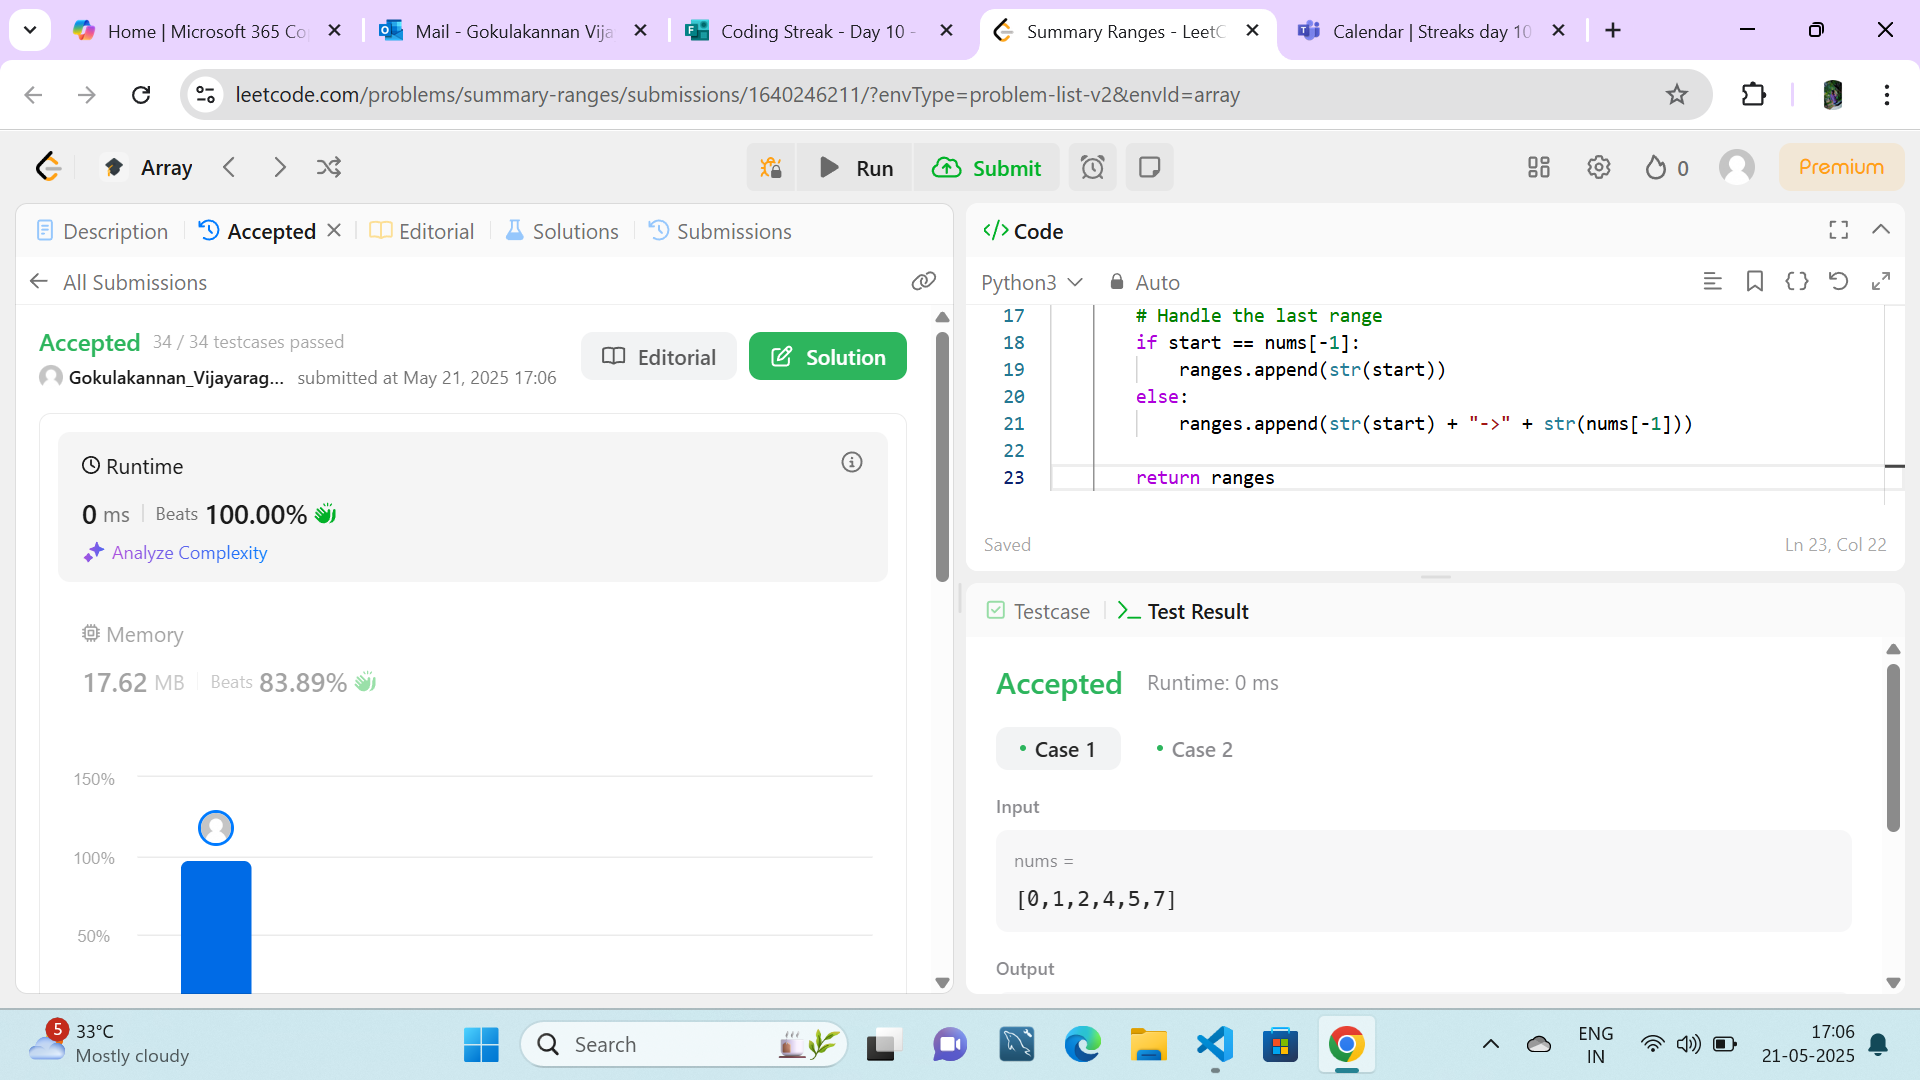 Home | Microsoft 365 Co
Mail - Gokulakannan Vija
Coding Streak - Day 10 -
Summary Ranges - LeetC
Calendar | Streaks day 10
leetcode.com/problems/summary-ranges/submissions/1640246211/?envType=problem-list-v2&envId=array
Array
Run
Submit
0
Premium
Description
Accepted
Editorial
Solutions
Submissions
All Submissions
Accepted 34 / 34 testcases passed
Gokulakannan_Vijayarag... submitted at May 21, 2025 17:06
Editorial
Solution
Runtime
0 ms Beats 100.00%
Analyze Complexity
Memory
17.62 MB Beats 83.89%
150%
100%
50%
</> Code
Python3 Auto
17 # Handle the last range
18 if start == nums[-1]:
19 ranges.append(str(start))
20 else:
21 ranges.append(str(start) + "->" + str(nums[-1]))
22
23 return ranges
Saved
Ln 23, Col 22
Testcase
Test Result
Accepted Runtime: 0 ms
Case 1
Case 2
Input
nums =
[0,1,2,4,5,7]
Output
5
33°C
Mostly cloudy
Search
ENG
IN
17:06
21-05-2025